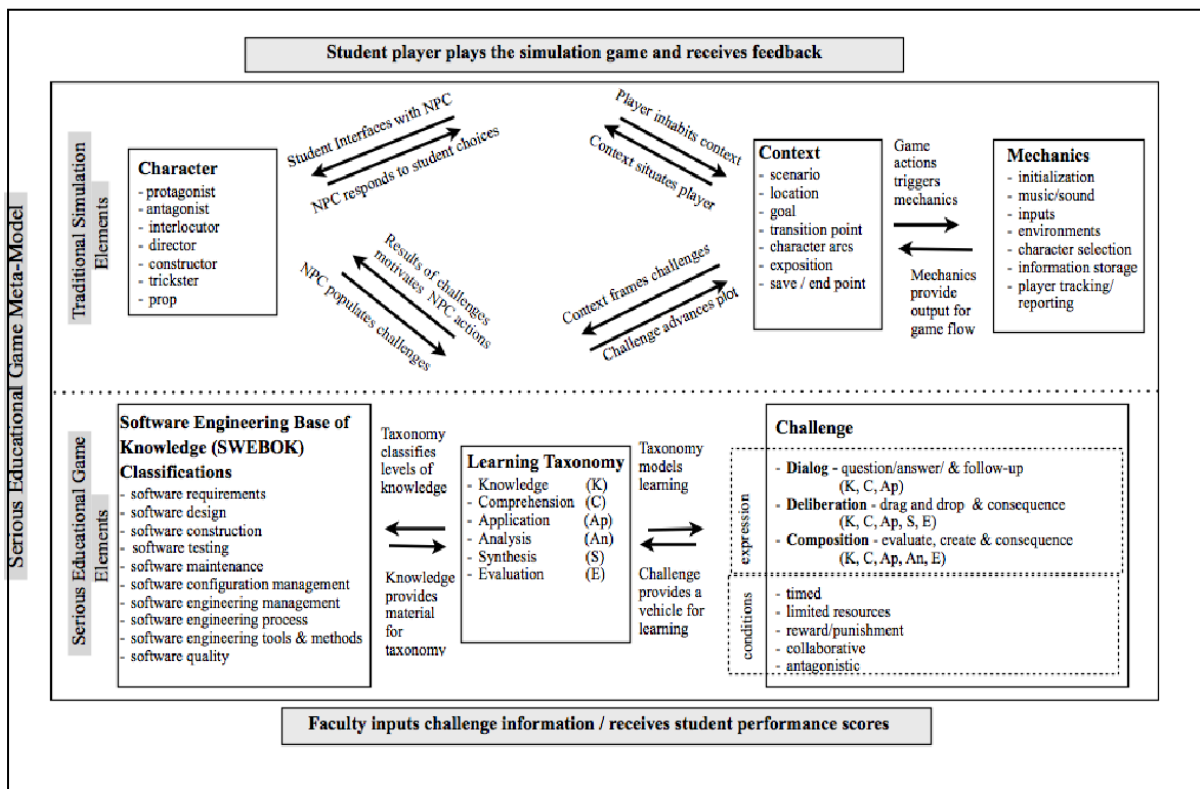 Student player plays the simulation game and receives feedback
Serious Educational Game Meta-Model
Traditional Simulation
Elements
Character
- protagonist
- antagonist
- interlocutor
- director
- constructor
- trickster
- prop
Student Interfaces with NPC
NPC responds to student choices
Player inhabits context
Context situates player
Results of challenges
motivates NPC actions
NPC populates challenges
Context frames challenges
Challenge advances plot
Context
- scenario
- location
- goal
- transition point
- character arcs
- exposition
- save / end point
Game
actions
triggers
mechanics
Mechanics
provide
output for
game flow
Mechanics
- initialization
- music/sound
- inputs
- environments
- character selection
- information storage
- player tracking/
reporting
Serious Educational Game
Elements
Software Engineering Base of
Knowledge (SWEBOK)
Classifications
- software requirements
- software design
- software construction
- software testing
- software maintenance
- software configuration management
- software engineering management
- software engineering process
- software engineering tools & methods
- software quality
Taxonomy
classifies
levels of
knowledge
Knowledge
provides
material for
taxonomy
Learning Taxonomy
- Knowledge (K)
- Comprehension (C)
- Application (Ap)
- Analysis (An)
- Synthesis (S)
- Evaluation (E)
Taxonomy
models
learning
Challenge
provides a
vehicle for
learning
Challenge
expression
- Dialog - question/answer/ & follow-up
(K, C, Ap)
- Deliberation - drag and drop & consequence
(K, C, Ap, S, E)
- Composition - evaluate, create & consequence
(K, C, Ap, An, E)
conditions
- timed
- limited resources
- reward/punishment
- collaborative
- antagonistic
Faculty inputs challenge information / receives student performance scores